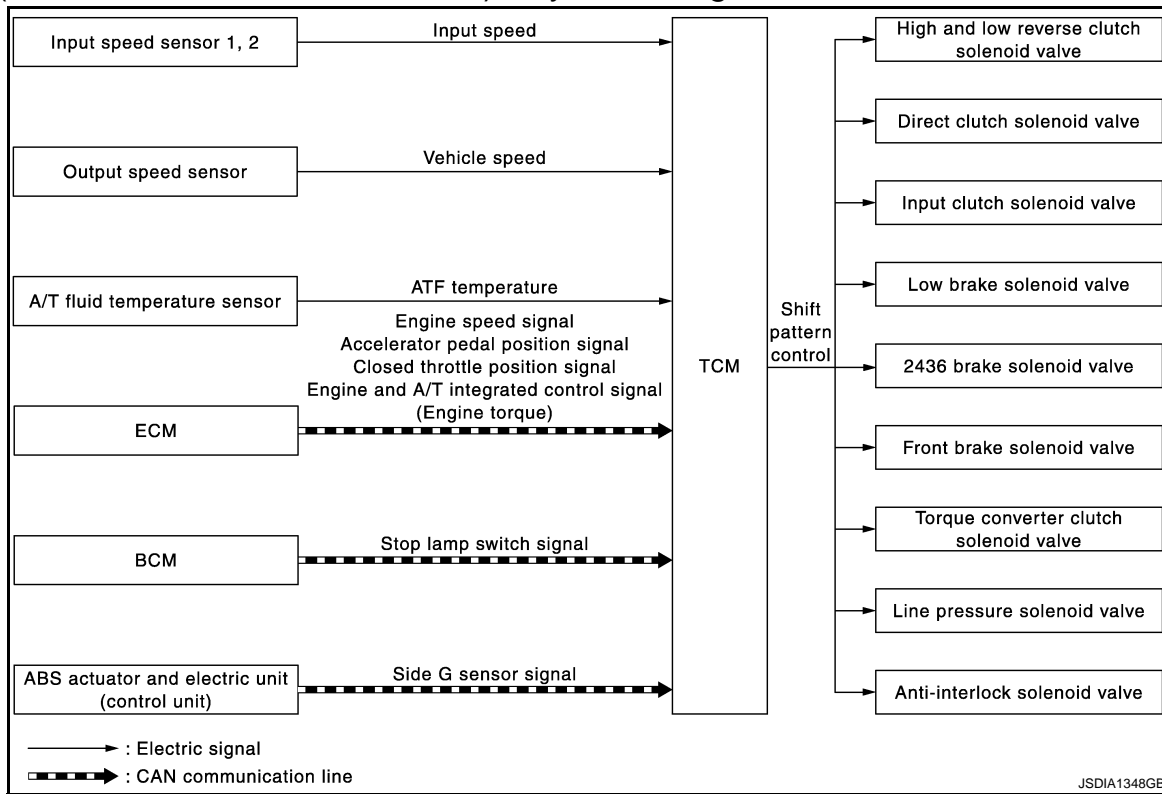 Input speed sensor 1, 2
Input speed
Output speed sensor
Vehicle speed
A/T fluid temperature sensor
ATF temperature
Engine speed signal
Accelerator pedal position signal
Closed throttle position signal
Engine and A/T integrated control signal
(Engine torque)
ECM
BCM
Stop lamp switch signal
ABS actuator and electric unit
(control unit)
Side G sensor signal
TCM
Shift
pattern
control
High and low reverse clutch
solenoid valve
Direct clutch solenoid valve
Input clutch solenoid valve
Low brake solenoid valve
2436 brake solenoid valve
Front brake solenoid valve
Torque converter clutch
solenoid valve
Line pressure solenoid valve
Anti-interlock solenoid valve
: Electric signal
: CAN communication line
JSDIA1348GE